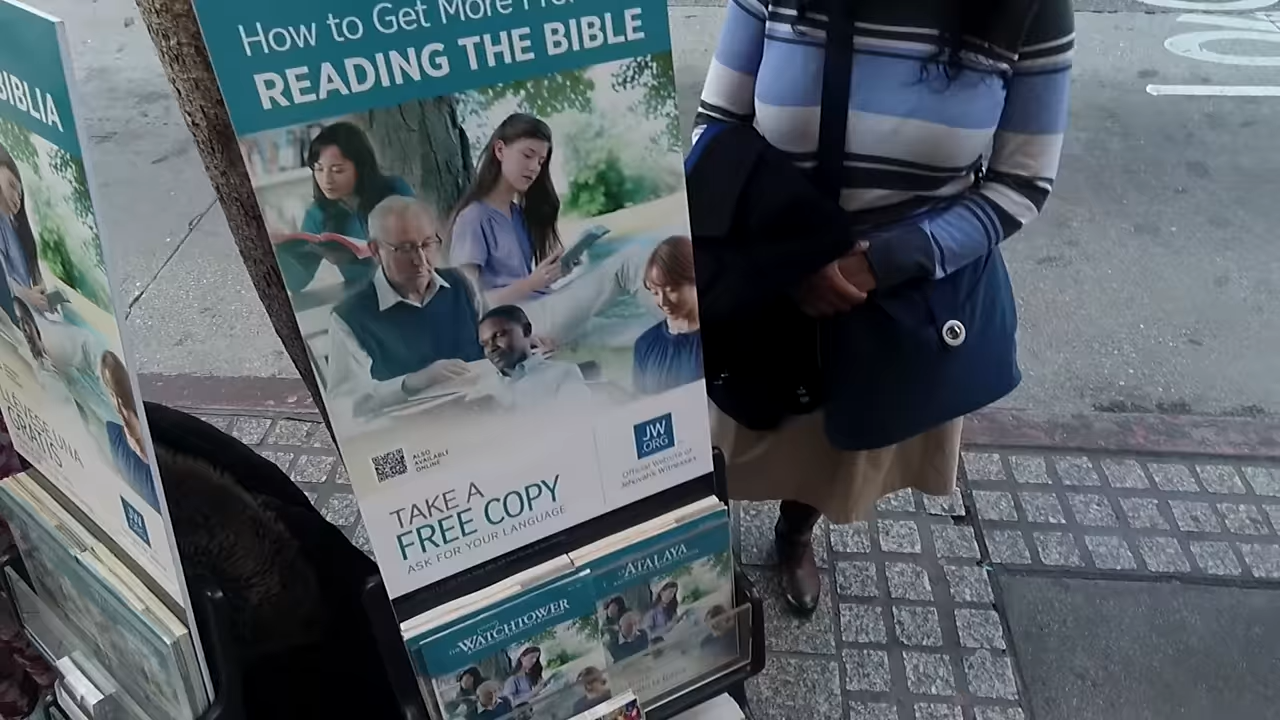 BIBLIA
LLÉVESE UNA
GRATIS
How to Get More
READING THE BIBLE
ALSO
AVAILABLE
ONLINE
JW
.ORG
Official Website of
Jehovah's Witnesses
TAKE A
FREE COPY
ASK FOR YOUR LANGUAGE
THE WATCHTOWER
ATALAYA